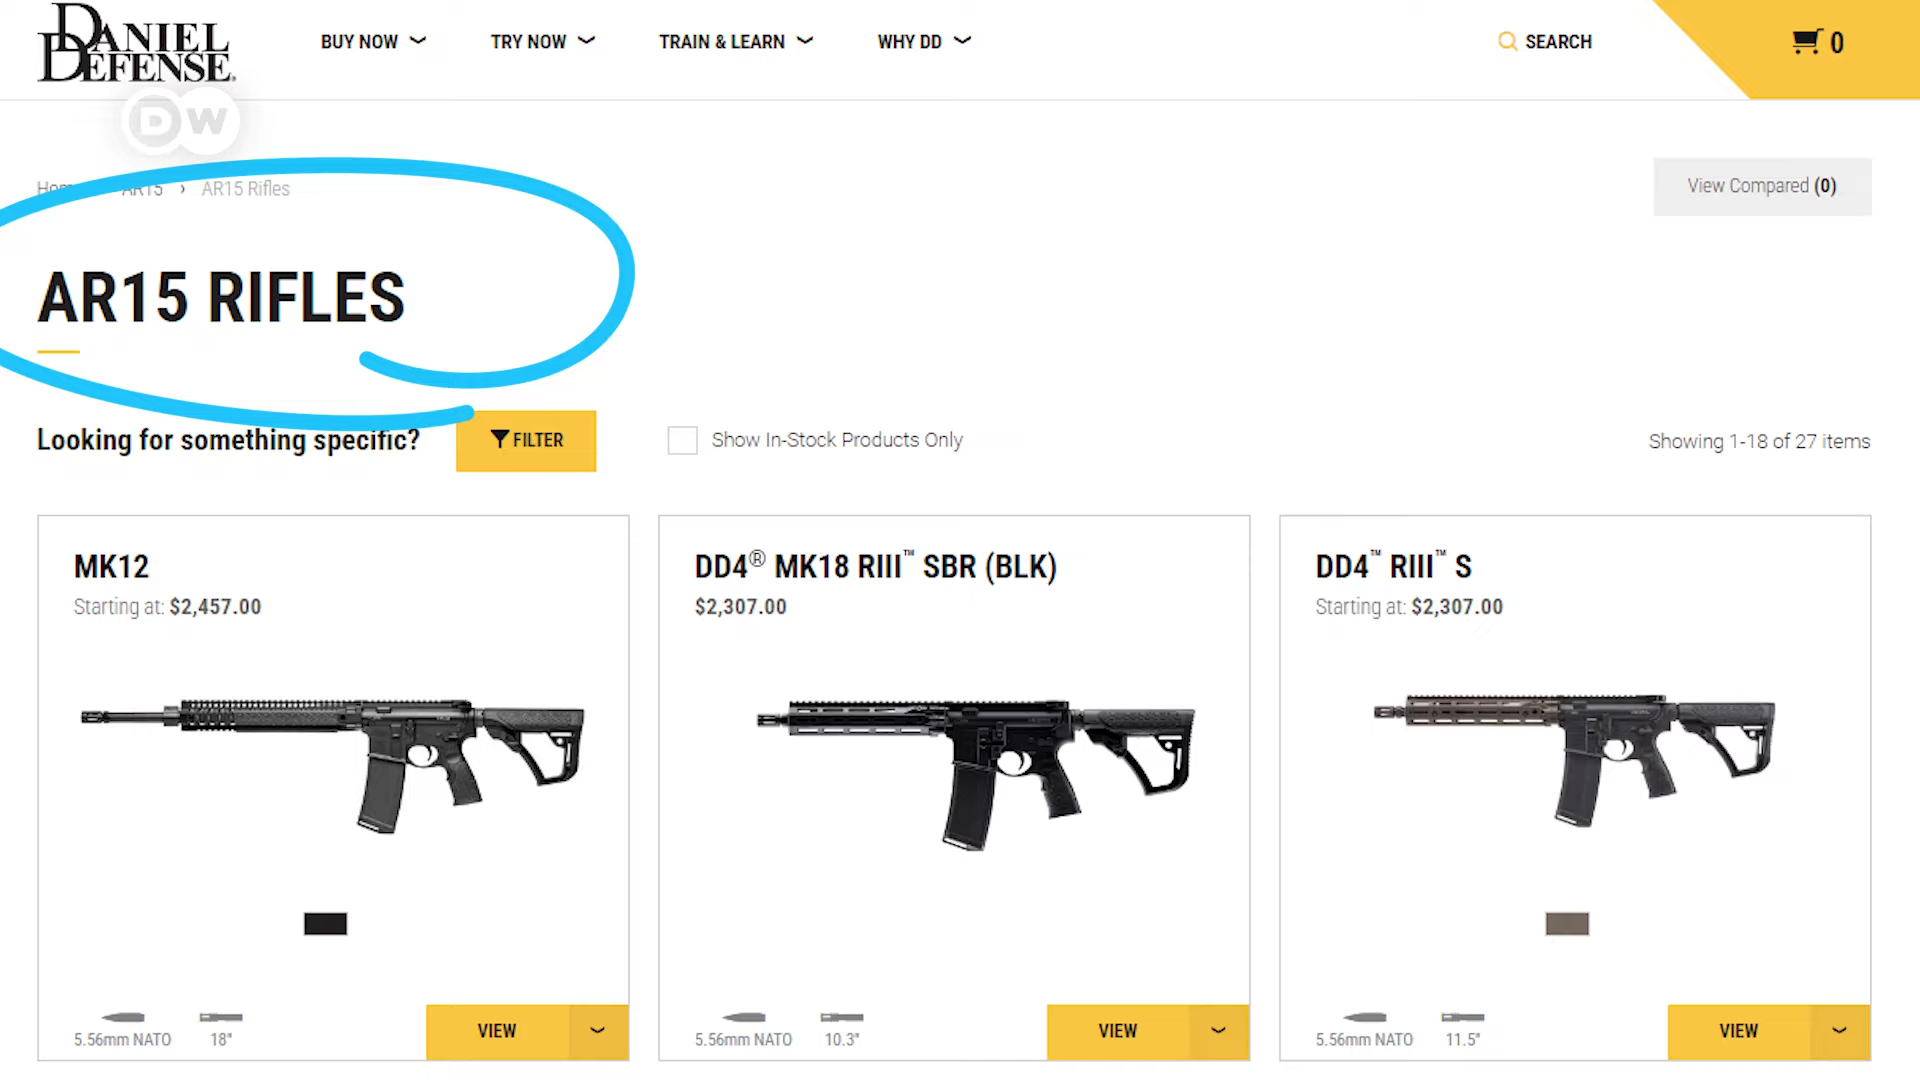 DANIEL DEFENSE®
BUY NOW
TRY NOW
TRAIN & LEARN
WHY DD
SEARCH
0
DW
AR15 › AR15 Rifles
View Compared (0)
AR15 RIFLES
Looking for something specific?
FILTER
Show In-Stock Products Only
Showing 1-18 of 27 items
MK12
Starting at: $2,457.00
5.56mm NATO
18"
VIEW
DD4® MK18 RIII™ SBR (BLK)
$2,307.00
5.56mm NATO
10.3"
VIEW
DD4™ RIII™ S
Starting at: $2,307.00
5.56mm NATO
11.5"
VIEW